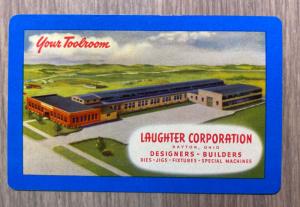 Your Toolroom
LAUGHTER CORPORATION
DAYTON, OHIO
DESIGNERS - BUILDERS
DIES - JIGS - FIXTURES - SPECIAL MACHINES